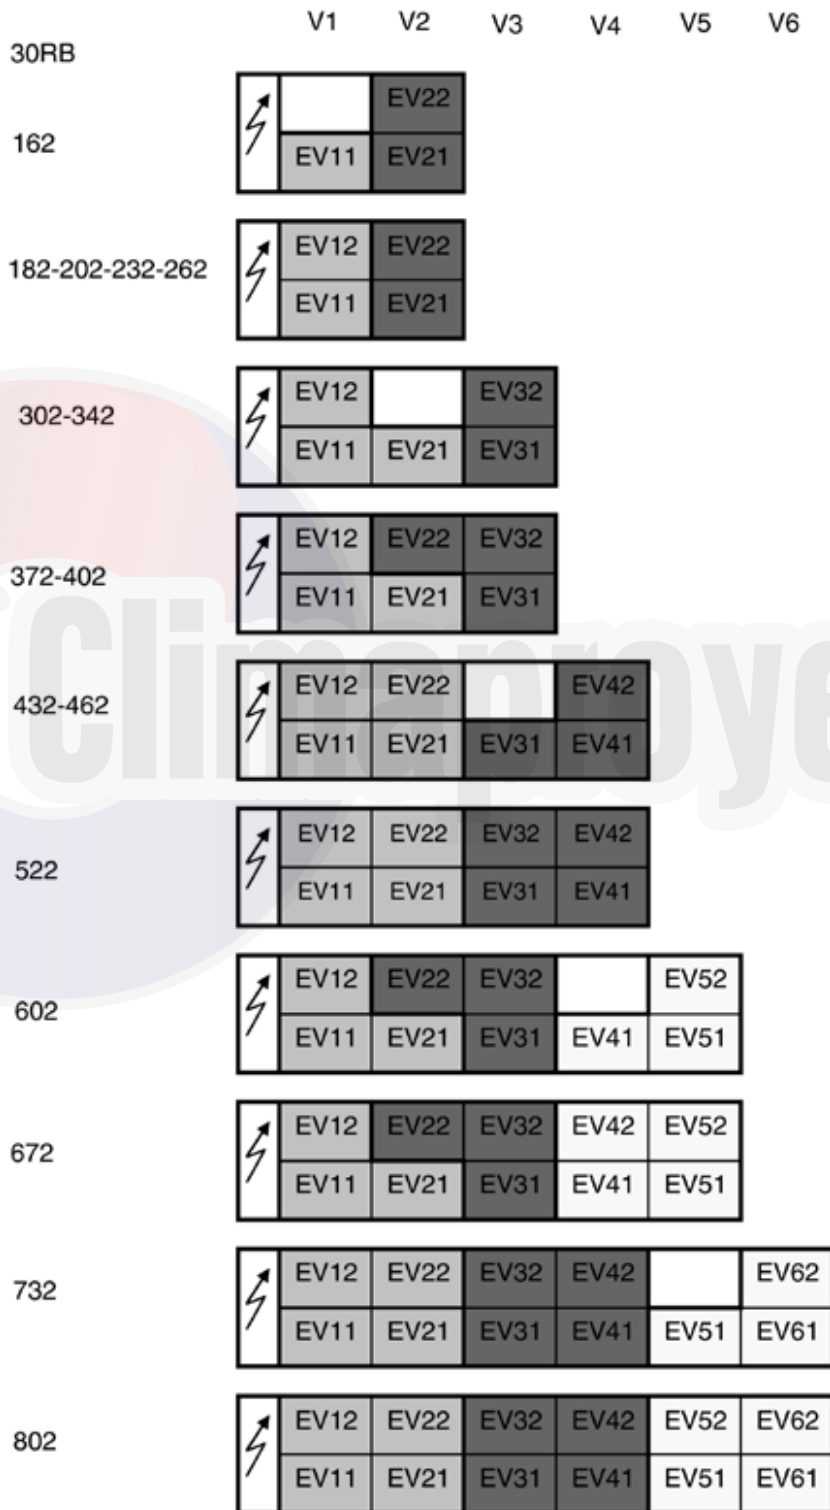 V1 V2 V3 V4 V5 V6
30RB
162
EV22
EV11 EV21
182-202-232-262
EV12 EV22
EV11 EV21
302-342
EV12 EV32
EV11 EV21 EV31
372-402
EV12 EV22 EV32
EV11 EV21 EV31
432-462
EV12 EV22 EV42
EV11 EV21 EV31 EV41
522
EV12 EV22 EV32 EV42
EV11 EV21 EV31 EV41
602
EV12 EV22 EV32 EV52
EV11 EV21 EV31 EV41 EV51
672
EV12 EV22 EV32 EV42 EV52
EV11 EV21 EV31 EV41 EV51
732
EV12 EV22 EV32 EV42 EV62
EV11 EV21 EV31 EV41 EV51 EV61
802
EV12 EV22 EV32 EV42 EV52 EV62
EV11 EV21 EV31 EV41 EV51 EV61
Climaproye